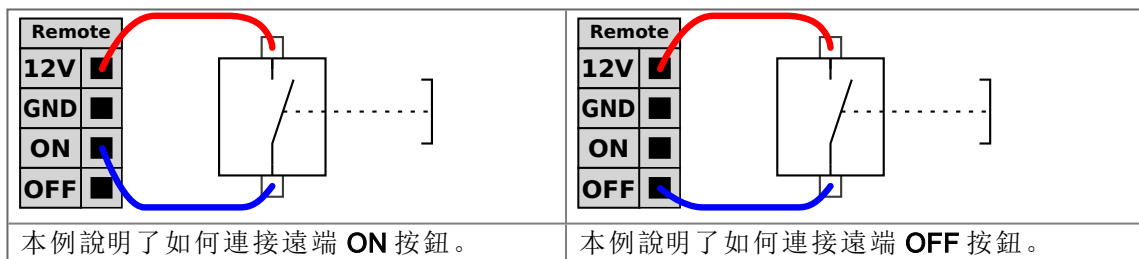 Remote
12V
GND
ON
OFF
本例說明了如何連接遠端 ON 按鈕。
Remote
12V
GND
ON
OFF
本例說明了如何連接遠端 OFF 按鈕。